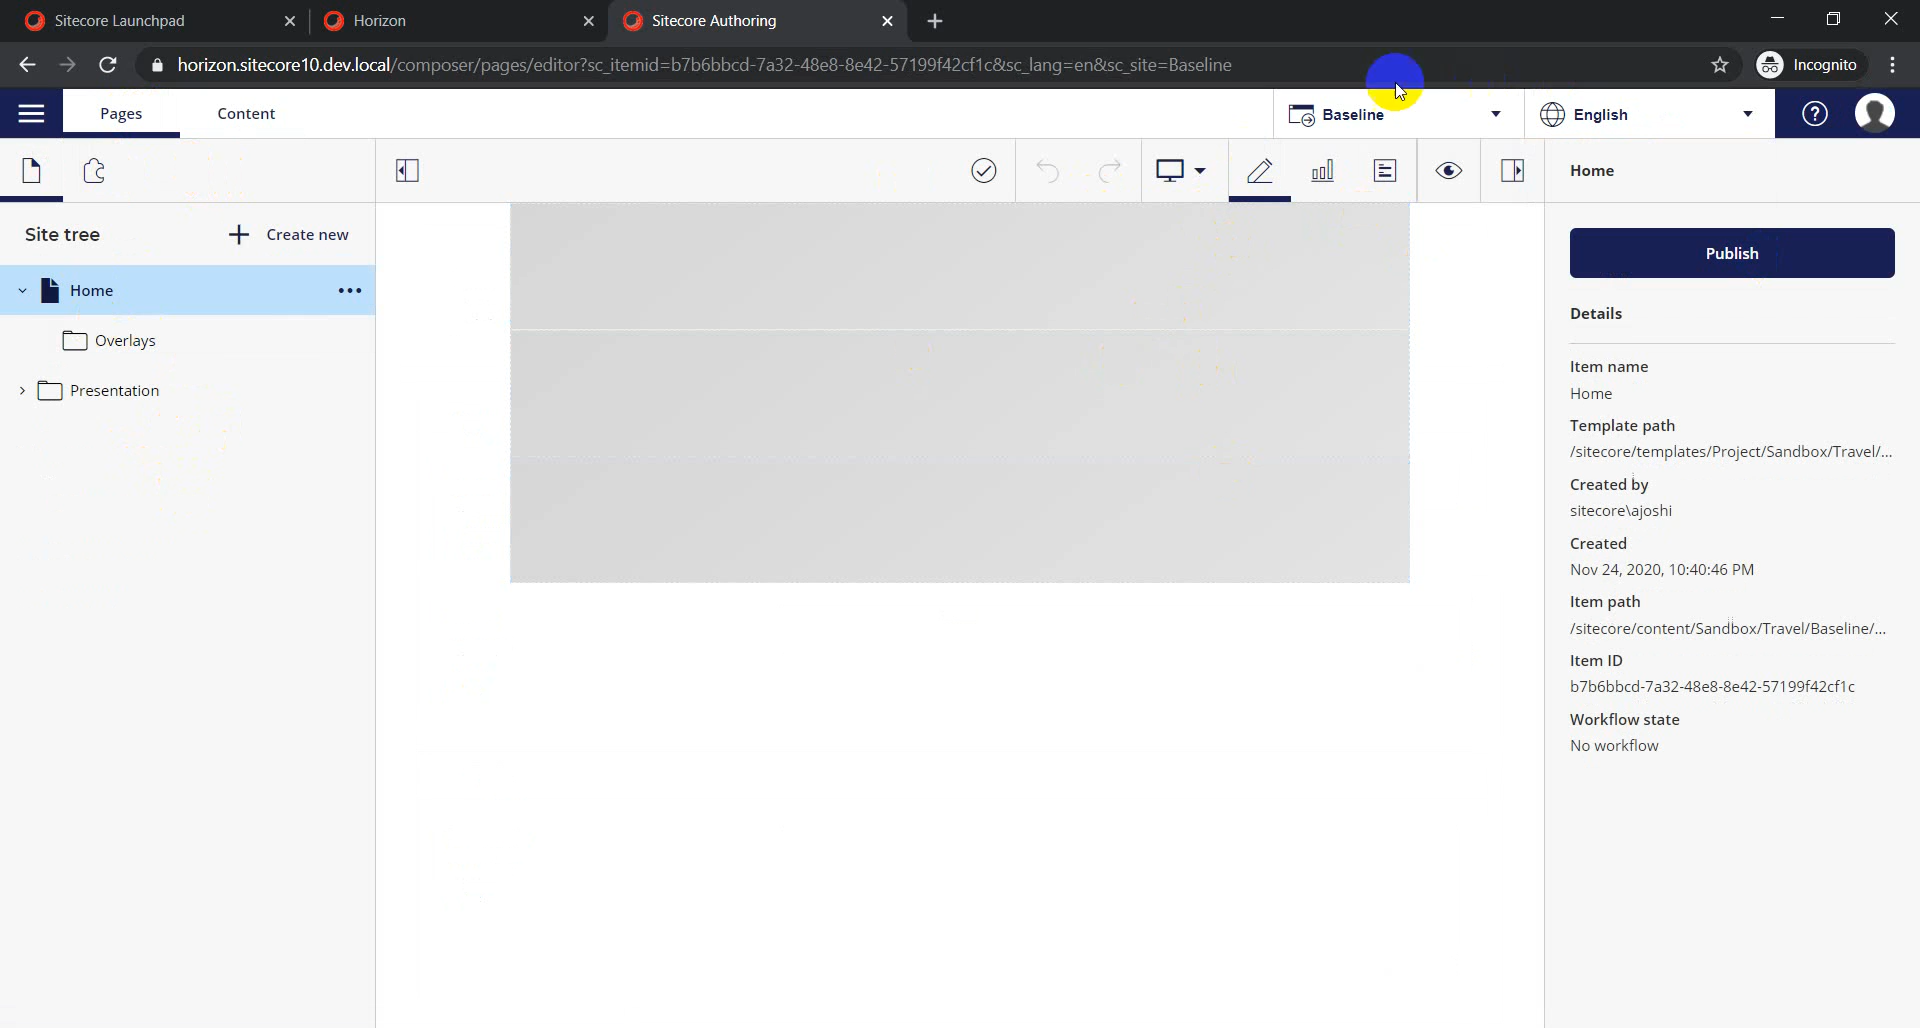 Sitecore Launchpad
Horizon
Sitecore Authoring
horizon.sitecore10.dev.local/composer/pages/editor?sc_itemid=b7b6bbcd-7a32-48e8-8e42-57199f42cf1c&sc_lang=en&sc_site=Baseline
Incognito
Pages
Content
Baseline
English
Home
Site tree
Create new
Home
Overlays
Presentation
Publish
Details
Item name
Home
Template path
/sitecore/templates/Project/Sandbox/Travel/...
Created by
sitecore\ajoshi
Created
Nov 24, 2020, 10:40:46 PM
Item path
/sitecore/content/Sandbox/Travel/Baseline/...
Item ID
b7b6bbcd-7a32-48e8-8e42-57199f42cf1c
Workflow state
No workflow